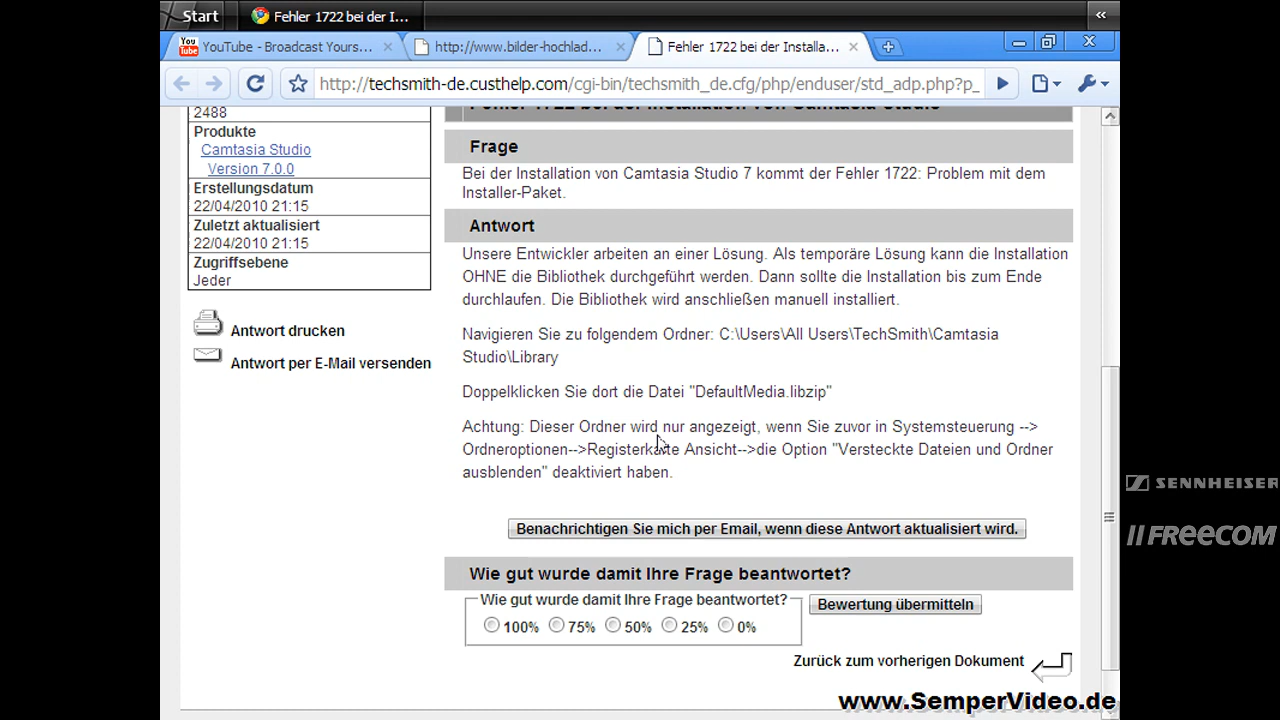 Start
Fehler 1722 bei der I...
YouTube - Broadcast Yours...
http://www.bilder-hochlad...
Fehler 1722 bei der Installa...
http://techsmith-de.custhelp.com/cgi-bin/techsmith_de.cfg/php/enduser/std_adp.php?p_
2488
Produkte
Camtasia Studio
Version 7.0.0
Erstellungsdatum
22/04/2010 21:15
Zuletzt aktualisiert
22/04/2010 21:15
Zugriffsebene
Jeder
Antwort drucken
Antwort per E-Mail versenden
Fehler 1722 bei der Installation von Camtasia Studio
Frage
Bei der Installation von Camtasia Studio 7 kommt der Fehler 1722: Problem mit dem
Installer-Paket.
Antwort
Unsere Entwickler arbeiten an einer Lösung. Als temporäre Lösung kann die Installation
OHNE die Bibliothek durchgeführt werden. Dann sollte die Installation bis zum Ende
durchlaufen. Die Bibliothek wird anschließen manuell installiert.
Navigieren Sie zu folgendem Ordner: C:\Users\All Users\TechSmith\Camtasia
Studio\Library
Doppelklicken Sie dort die Datei "DefaultMedia.libzip"
Achtung: Dieser Ordner wird nur angezeigt, wenn Sie zuvor in Systemsteuerung -->
Ordneroptionen-->Registerkarte Ansicht-->die Option "Versteckte Dateien und Ordner
ausblenden" deaktiviert haben.
Benachrichtigen Sie mich per Email, wenn diese Antwort aktualisiert wird.
Wie gut wurde damit Ihre Frage beantwortet?
Wie gut wurde damit Ihre Frage beantwortet?
100% 75% 50% 25% 0%
Bewertung übermitteln
Zurück zum vorherigen Dokument
www.SemperVideo.de
SENNHEISER
FREECOM